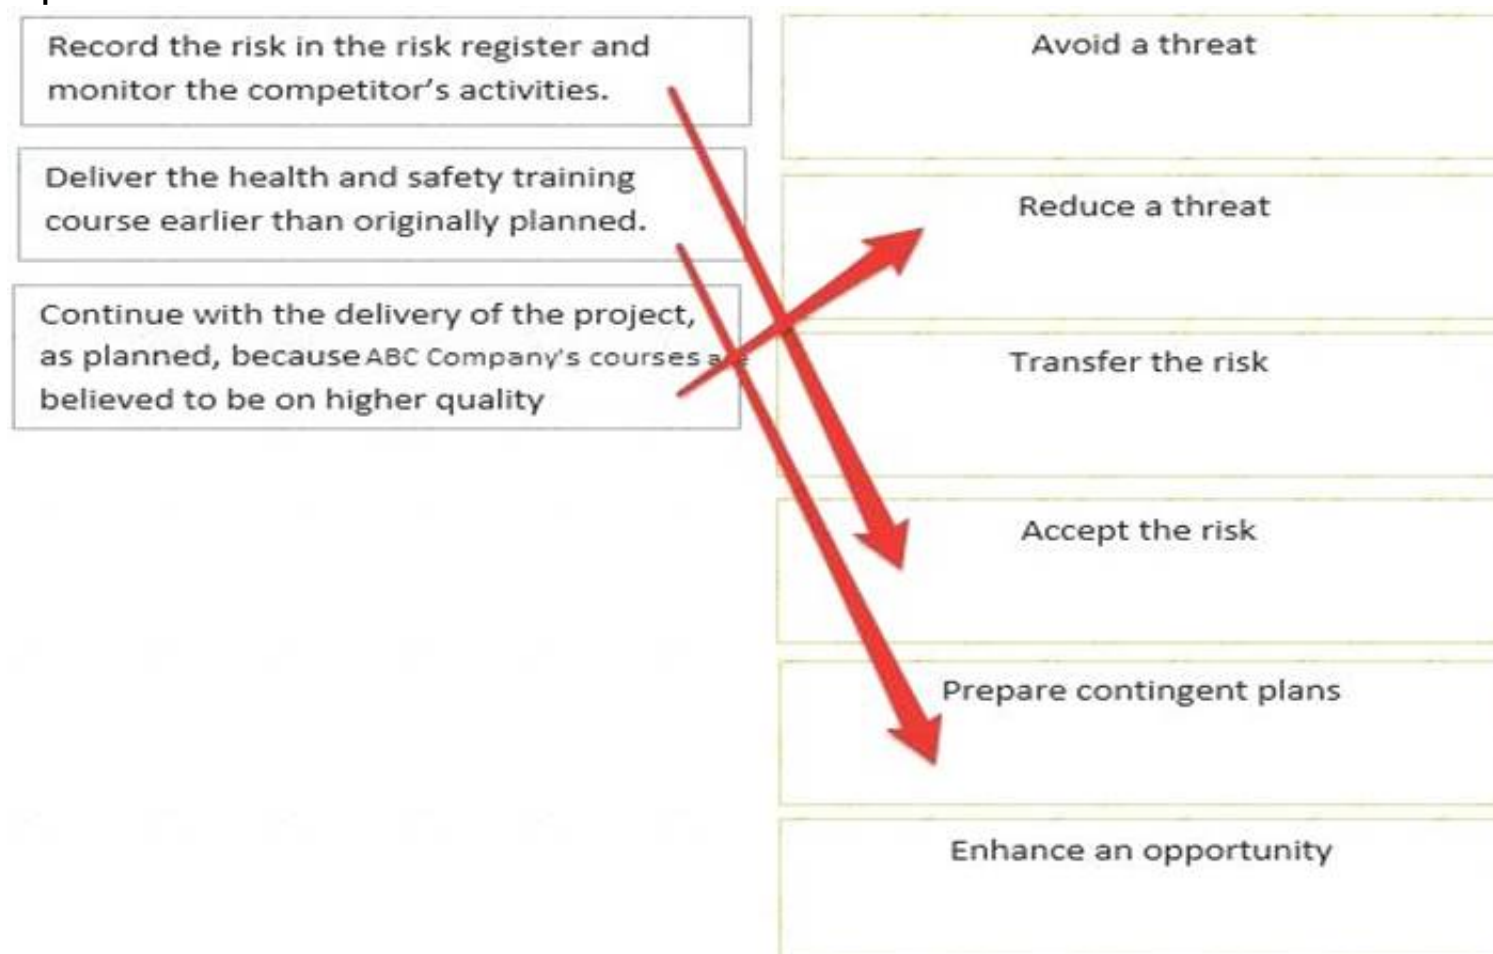 Record the risk in the risk register and
monitor the competitor's activities.
Deliver the health and safety training
course earlier than originally planned.
Continue with the delivery of the project,
as planned, because ABC Company's courses are
believed to be on higher quality
Avoid a threat
Reduce a threat
Transfer the risk
Accept the risk
Prepare contingent plans
Enhance an opportunity